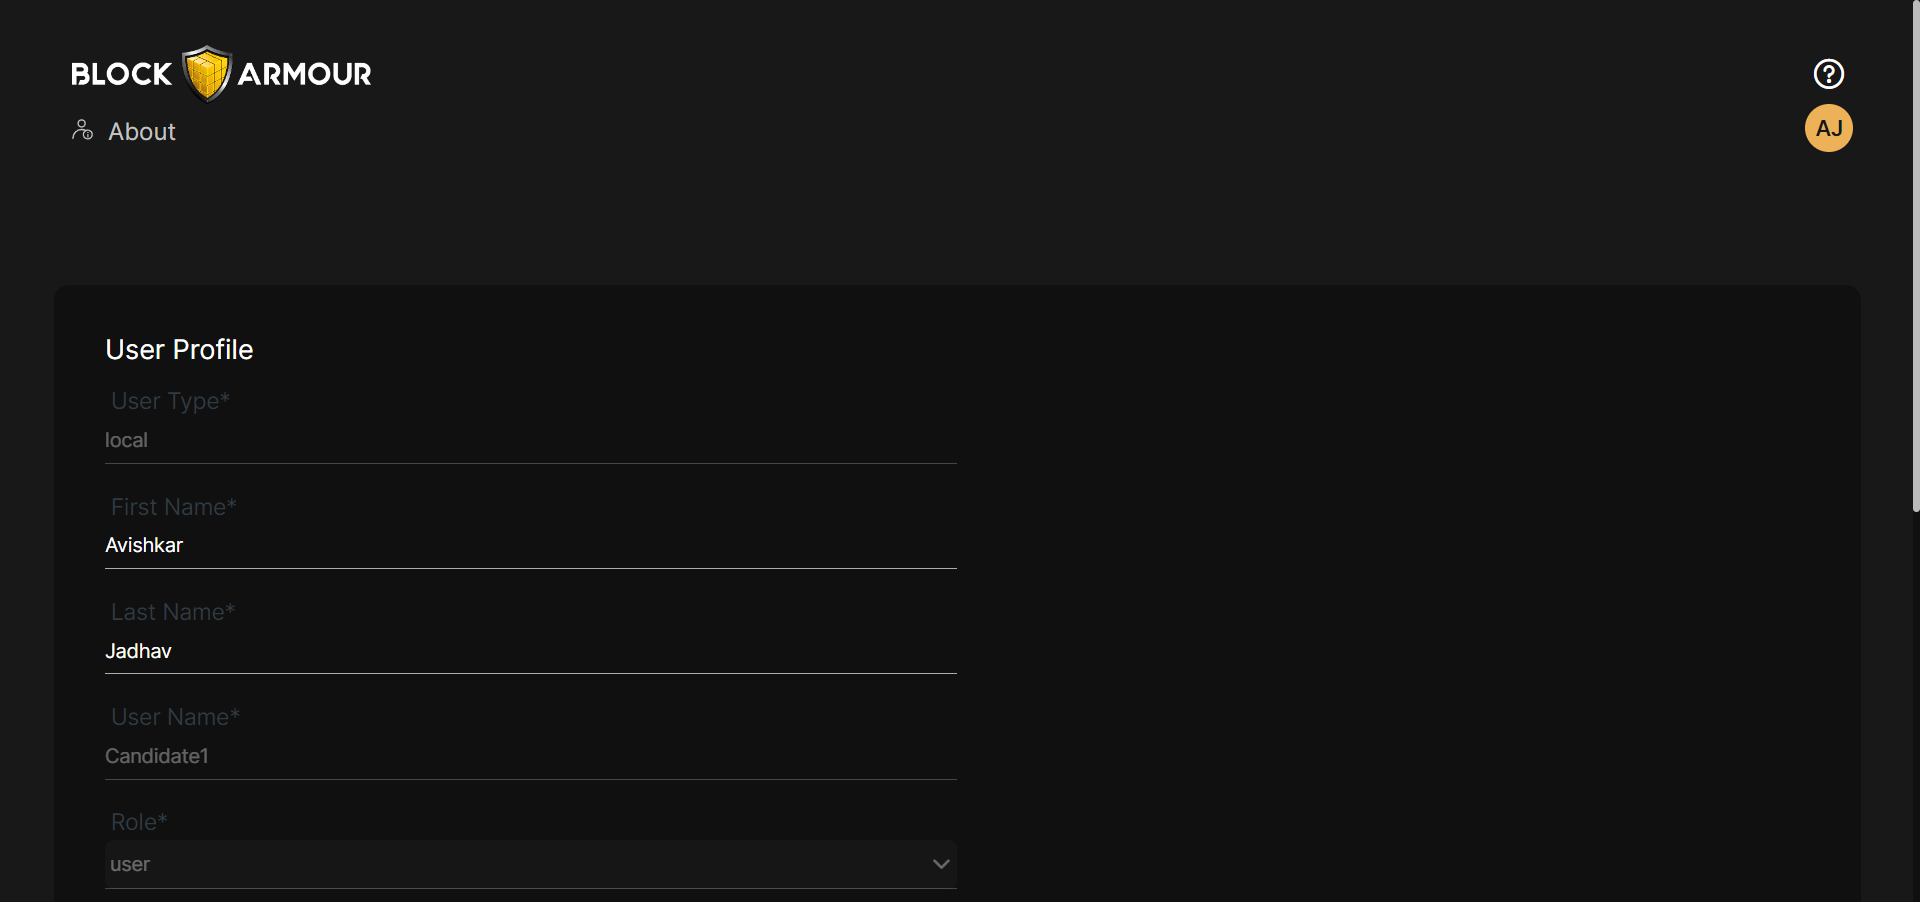 BLOCK ARMOUR
?
About
AJ
User Profile
User Type*
local
First Name*
Avishkar
Last Name*
Jadhav
User Name*
Candidate1
Role*
user